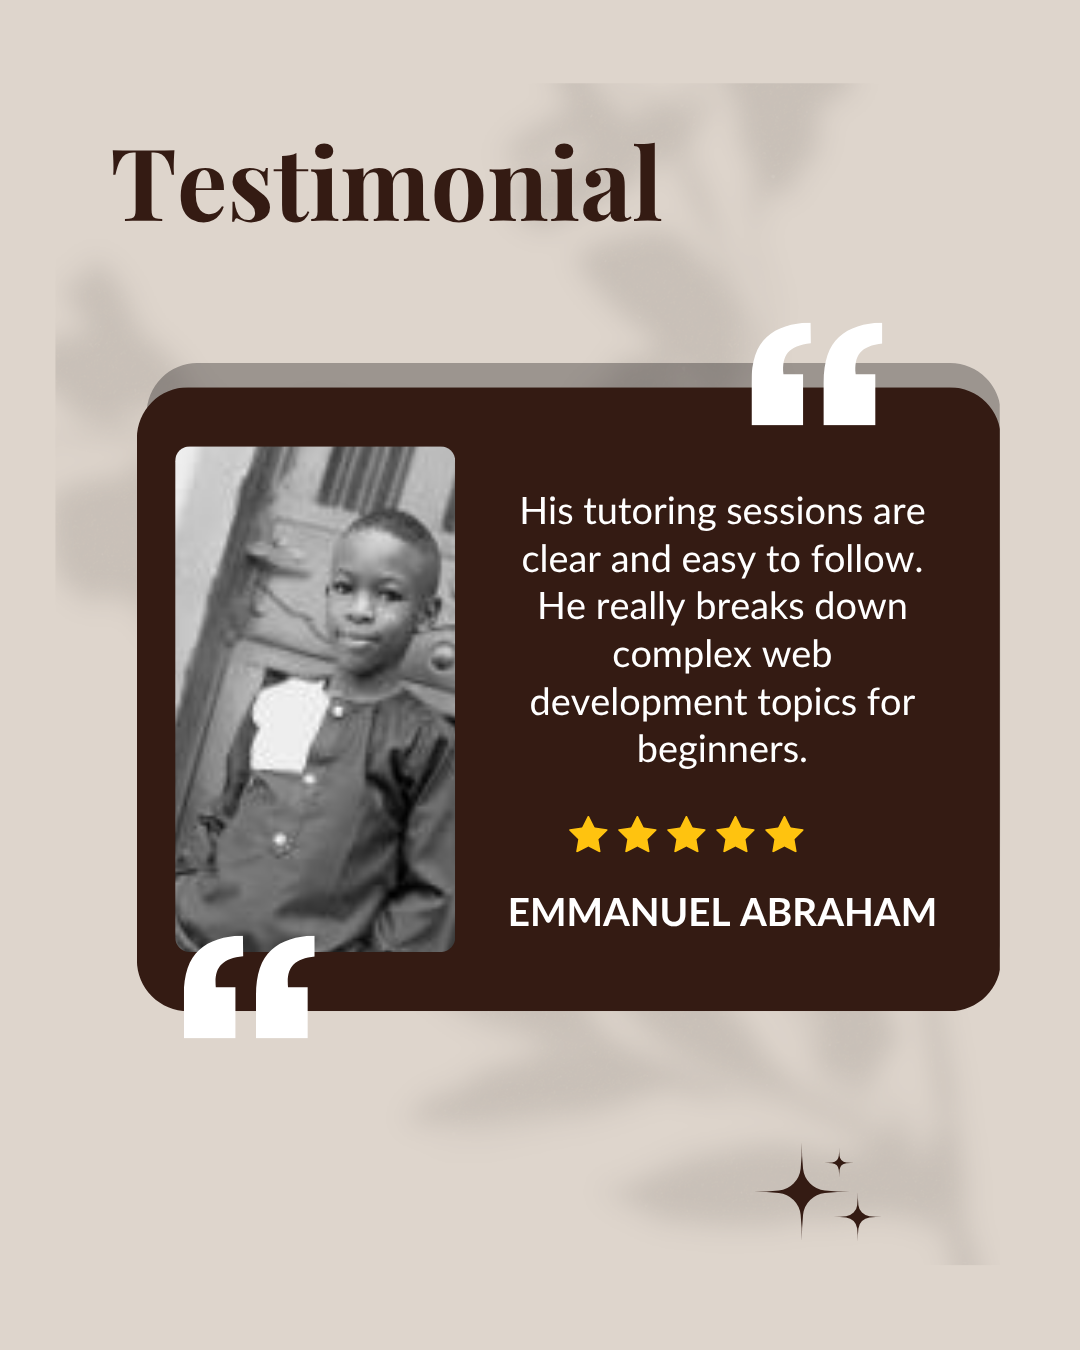 Testimonial
His tutoring sessions are
clear and easy to follow.
He really breaks down
complex web
development topics for
beginners.
EMMANUEL ABRAHAM